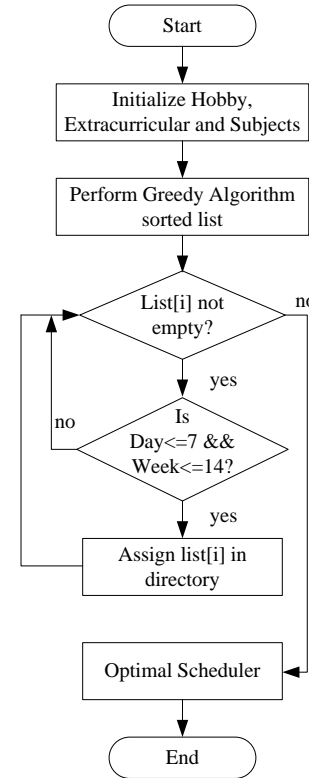 Start
Initialize Hobby,
Extracurricular and Subjects
Perform Greedy Algorithm
sorted list
List[i] not
empty?
no
yes
Is
Day<=7 &&
Week<=14?
no
yes
Assign list[i] in
directory
Optimal Scheduler
End